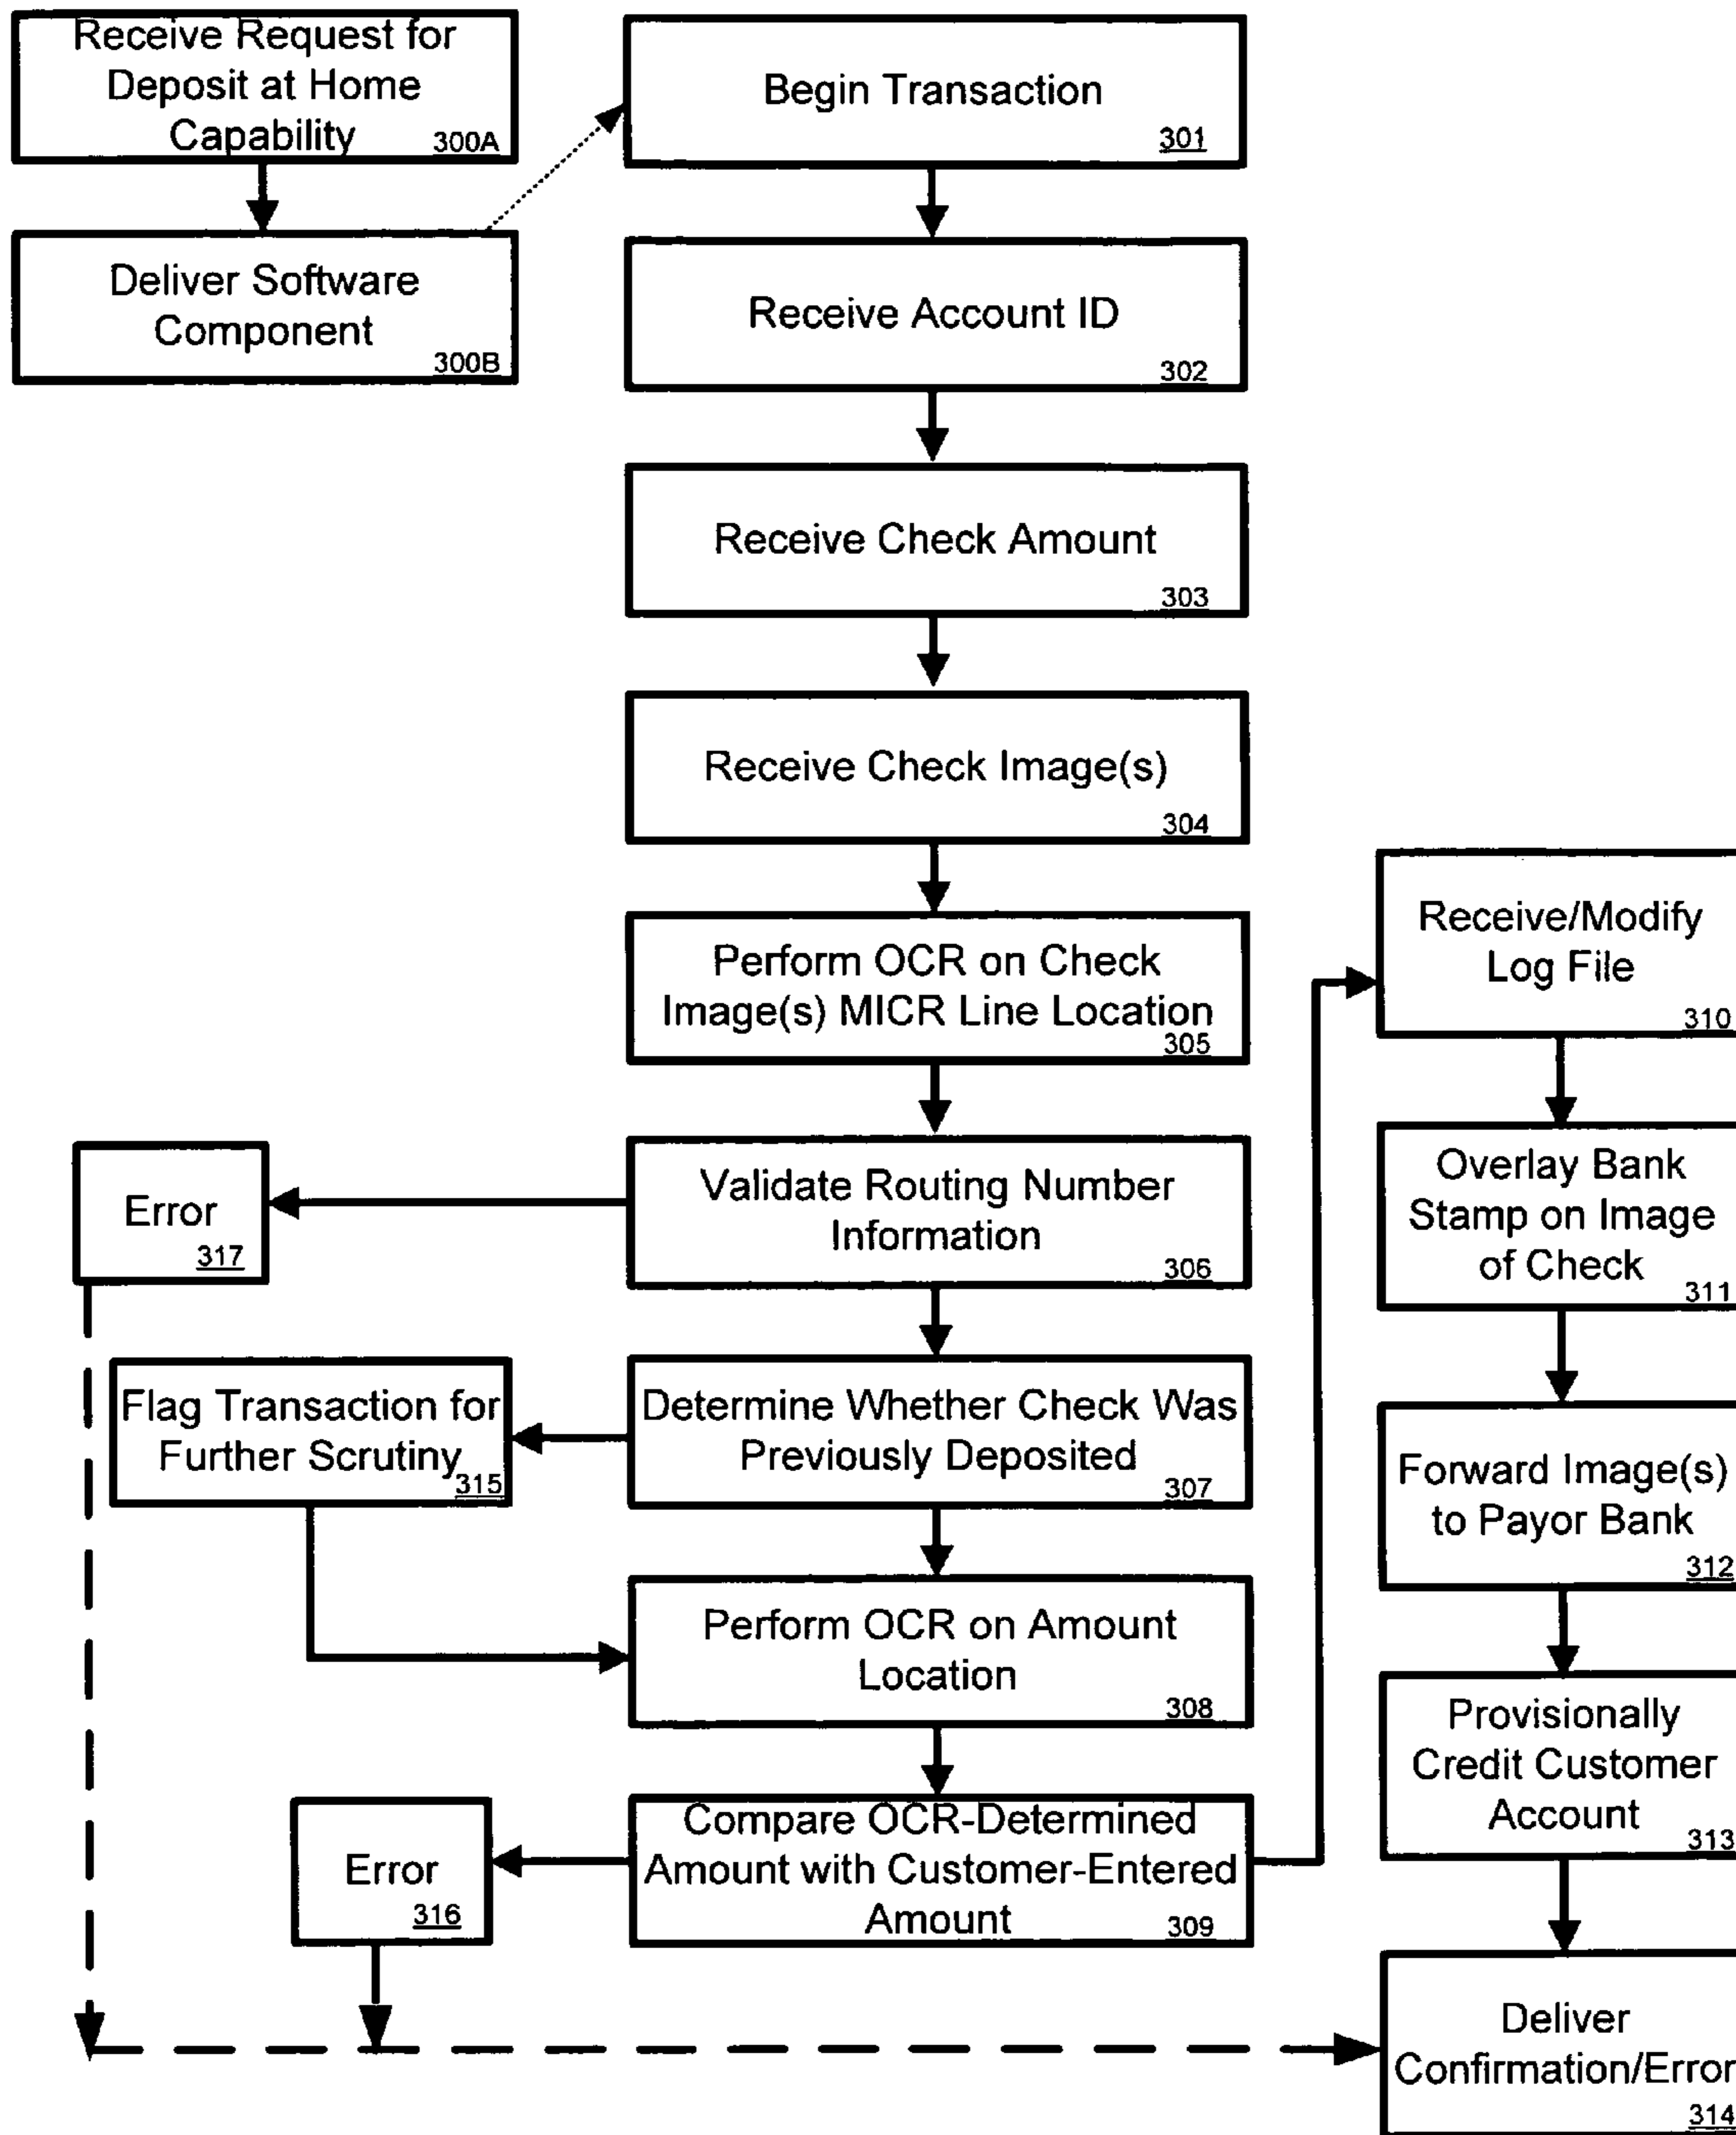 Receive Request for
Deposit at Home
Capability
300A
Deliver Software
Component
300B
Begin Transaction
301
Receive Account ID
302
Receive Check Amount
303
Receive Check Image(s)
304
Perform OCR on Check
Image(s) MICR Line Location
305
Validate Routing Number
Information
306
Error
317
Determine Whether Check Was
Previously Deposited
307
Flag Transaction for
Further Scrutiny
315
Perform OCR on Amount
Location
308
Compare OCR-Determined
Amount with Customer-Entered
Amount
309
Error
316
Receive/Modify
Log File
310
Overlay Bank
Stamp on Image
of Check
311
Forward Image(s)
to Payor Bank
312
Provisionally
Credit Customer
Account
313
Deliver
Confirmation/Error
314